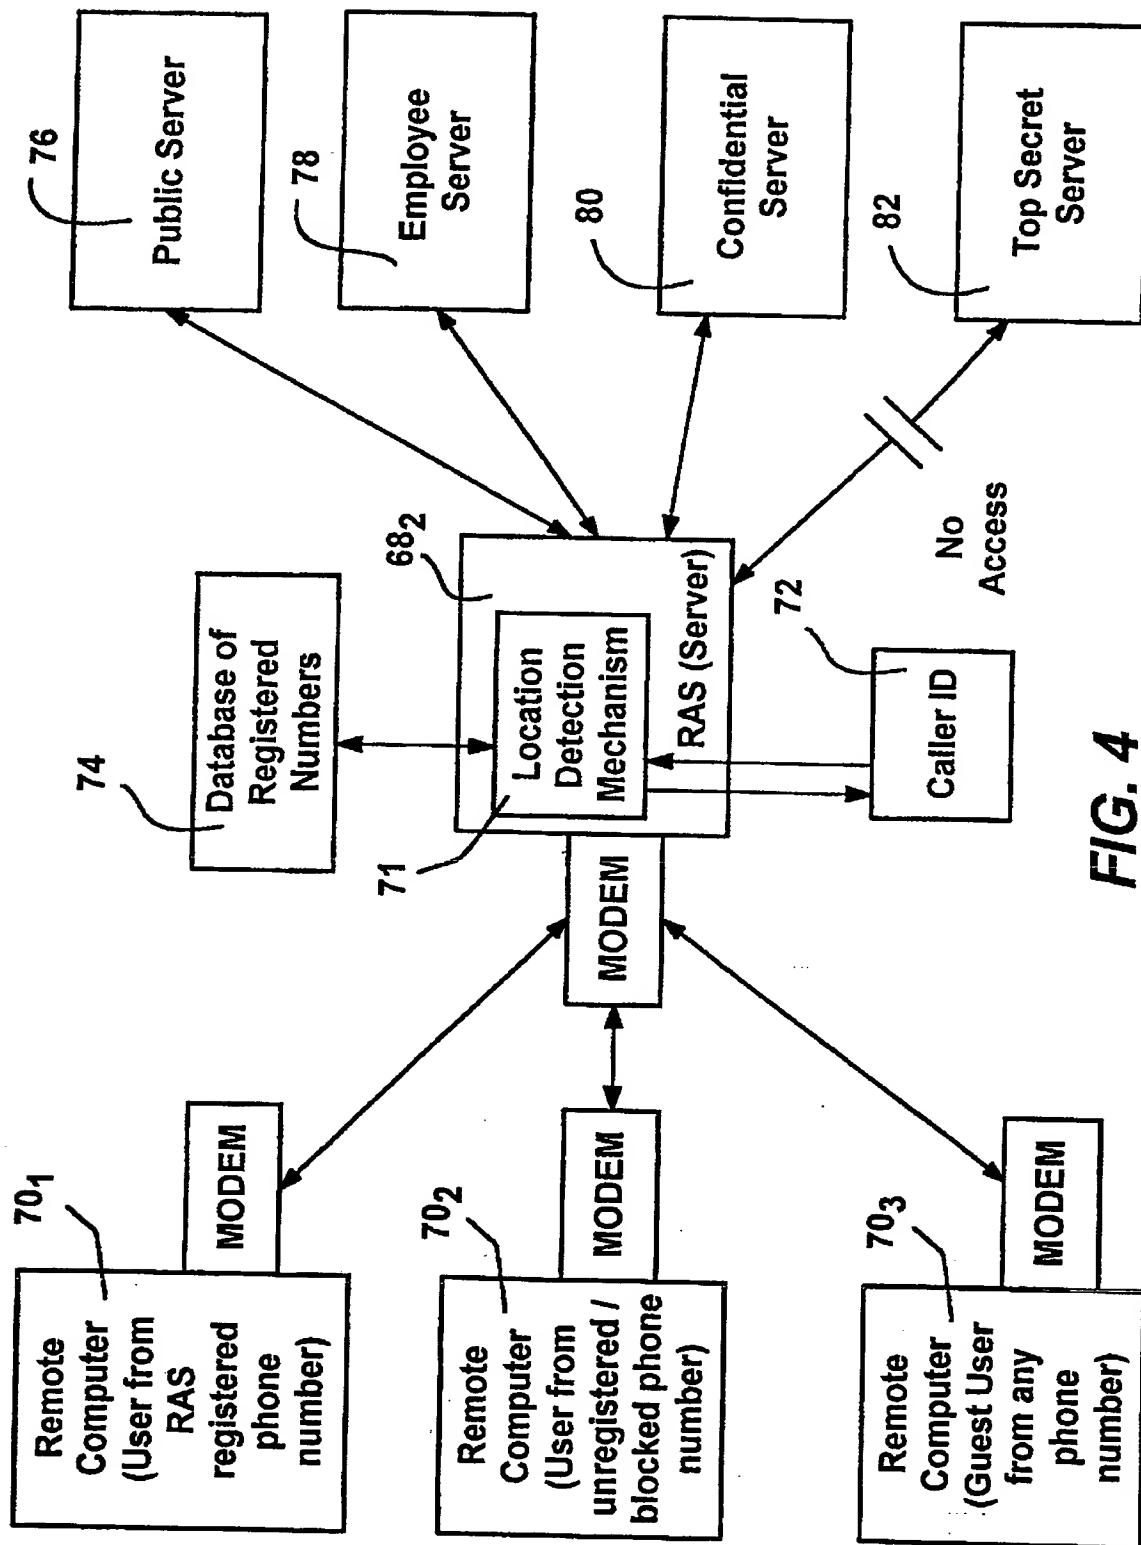 70₁
Remote
Computer
(User from
RAS
registered
phone
number)
MODEM
70₂
Remote
Computer
(User from
unregistered /
blocked phone
number)
MODEM
70₃
Remote
Computer
(Guest User
from any
phone
number)
MODEM
74
Database of
Registered
Numbers
MODEM
71
68₂
Location
Detection
Mechanism
RAS (Server)
72
Caller ID
No
Access
76
Public Server
78
Employee
Server
80
Confidential
Server
82
Top Secret
Server
FIG. 4